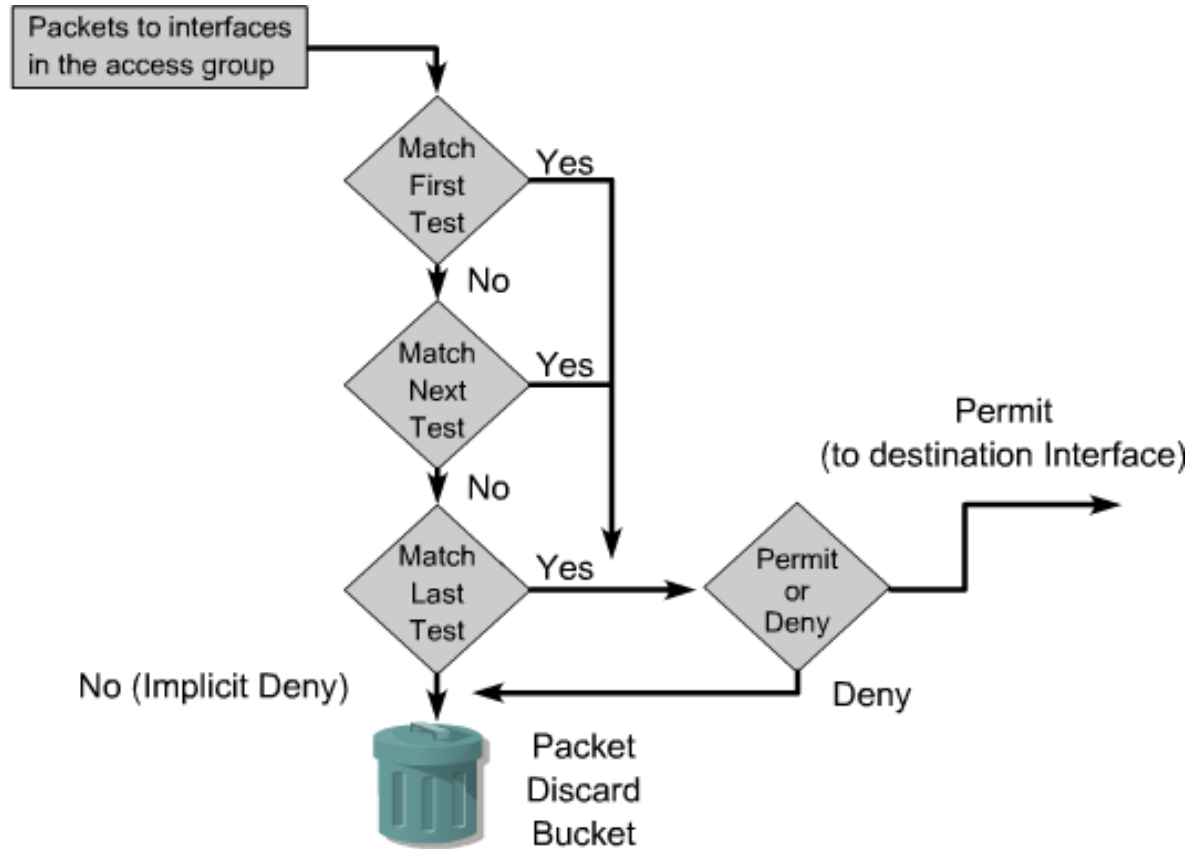 Packets to interfaces
in the access group
Match
First
Test
Yes
No
Match
Next
Test
Yes
No
Match
Last
Test
Yes
Permit
or
Deny
Permit
(to destination Interface)
No (Implicit Deny)
Deny
Packet
Discard
Bucket